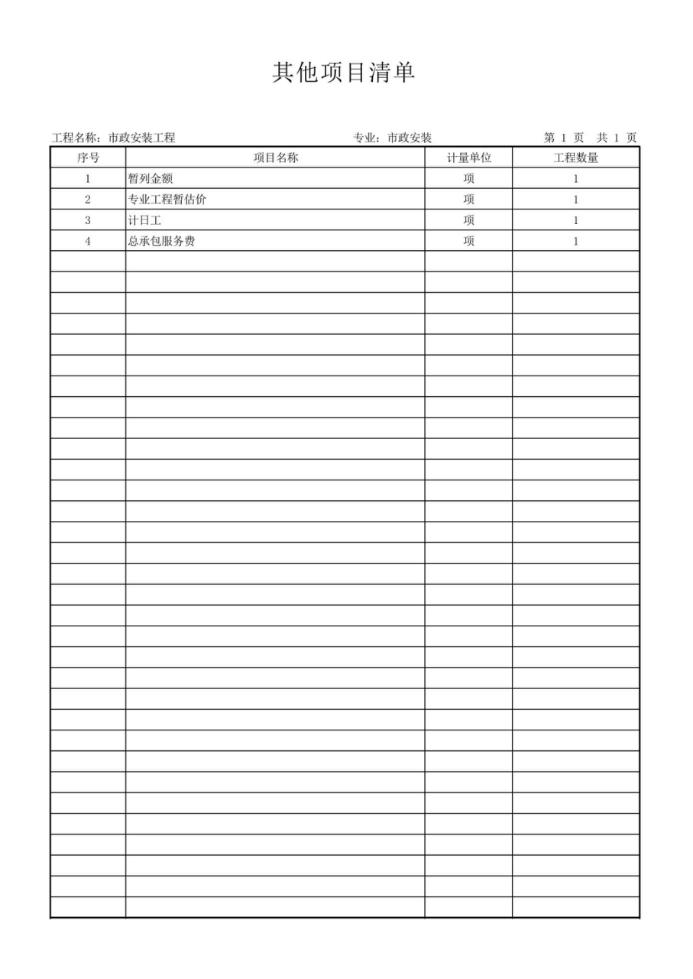 其他项目清单
工程名称：市政安装工程 专业：市政安装 第 1 页 共 1 页
序号 项目名称 计量单位 工程数量
1 暂列金额 项 1
2 专业工程暂估价 项 1
3 计日工 项 1
4 总承包服务费 项 1